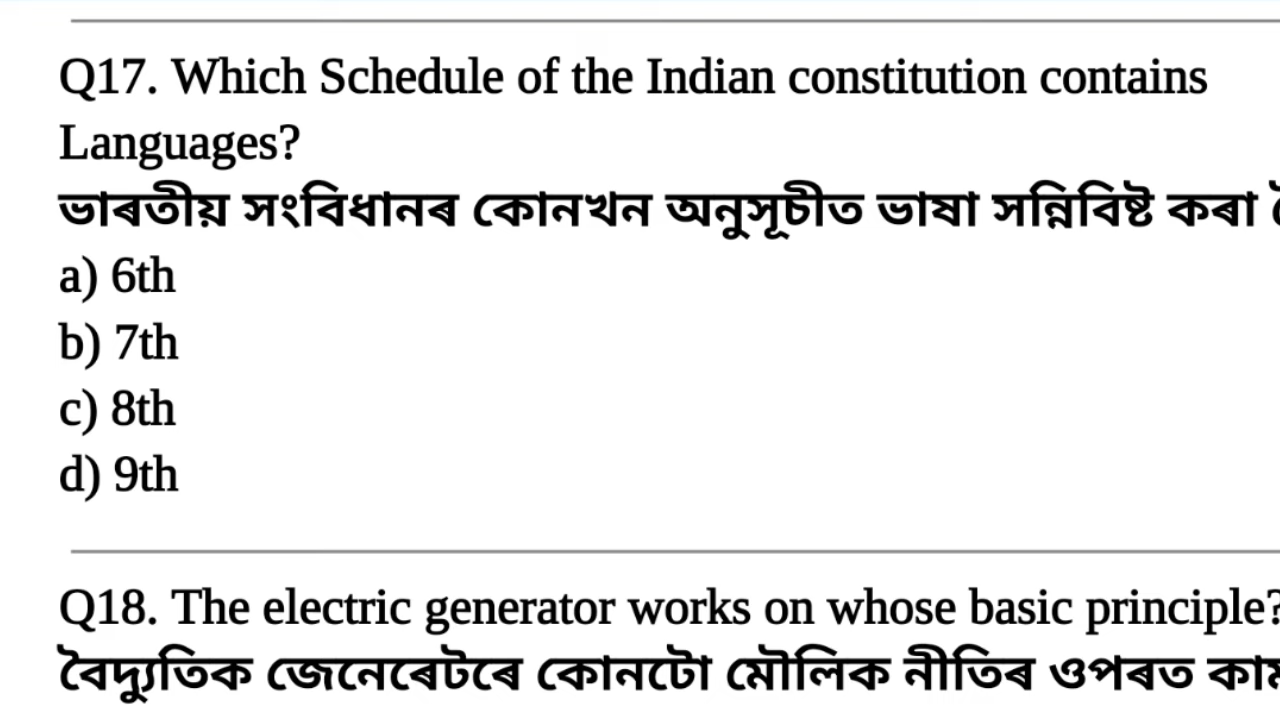 Q17. Which Schedule of the Indian constitution contains
Languages?
ভাৰতীয় সংবিধানৰ কোনখন অনুসূচীত ভাষা সন্নিবিষ্ট কৰা
a) 6th
b) 7th
c) 8th
d) 9th
Q18. The electric generator works on whose basic principle?
বৈদ্যুতিক জেনেৰেটৰে কোনটো মৌলিক নীতিৰ ওপৰত